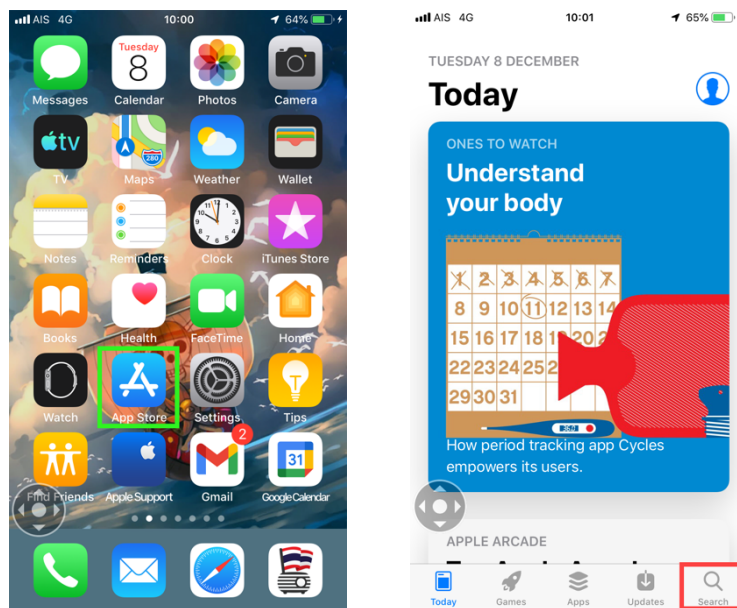 AIS 4G 10:00 64%
Tuesday
8
Messages Calendar Photos Camera
tv
280
TV Maps Weather Wallet
Notes Reminders Clock iTunes Store
Books Health FaceTime Home
Watch App Store Settings Tips
2
31
Find Friends Apple Support Gmail Google Calendar
AIS 4G 10:01 65%
TUESDAY 8 DECEMBER
Today
ONES TO WATCH
Understand
your body
1 2 3 4 5 6 7
8 9 10 11 12 13 14
15 16 17 18 19 20 2
22 23 24 25 2
29 30 31
36.0
How period tracking app Cycles
empowers its users.
APPLE ARCADE
Today Games Apps Updates Search